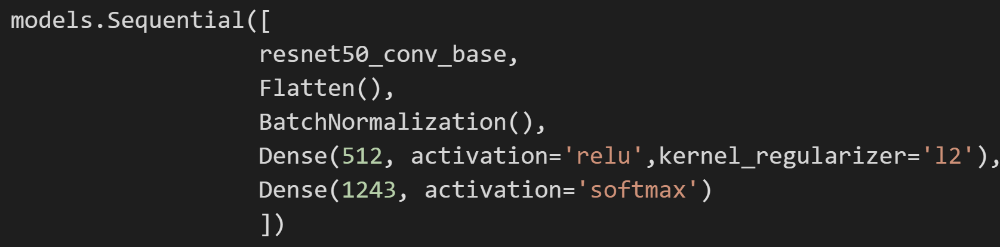 models.Sequential([
resnet50_conv_base,
Flatten(),
BatchNormalization(),
Dense(512, activation='relu',kernel_regularizer='l2'),
Dense(1243, activation='softmax')
])